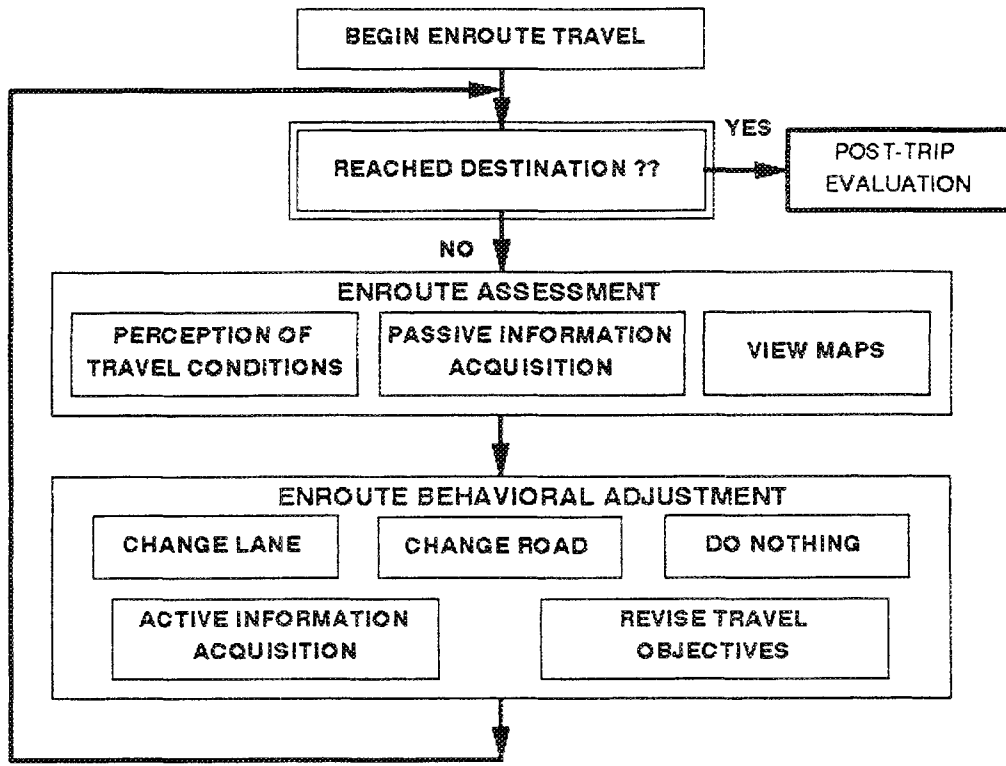 BEGIN ENROUTE TRAVEL
REACHED DESTINATION ??
YES
POST-TRIP
EVALUATION
NO
ENROUTE ASSESSMENT
PERCEPTION OF
TRAVEL CONDITIONS
PASSIVE INFORMATION
ACQUISITION
VIEW MAPS
ENROUTE BEHAVIORAL ADJUSTMENT
CHANGE LANE
CHANGE ROAD
DO NOTHING
ACTIVE INFORMATION
ACQUISITION
REVISE TRAVEL
OBJECTIVES